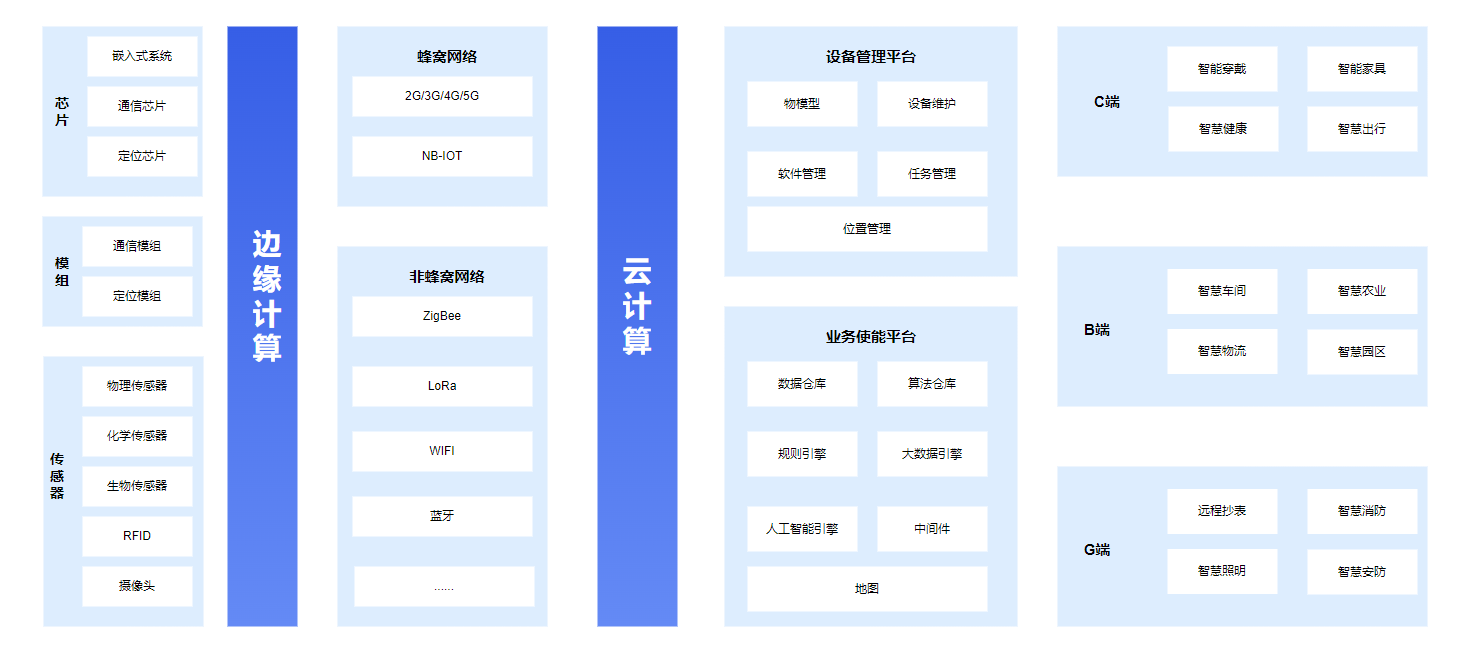 芯
片
嵌入式系统
通信芯片
定位芯片
模
组
通信模组
定位模组
传
感
器
物理传感器
化学传感器
生物传感器
RFID
摄像头
边
缘
计
算
蜂窝网络
2G/3G/4G/5G
NB-IOT
非蜂窝网络
ZigBee
LoRa
WIFI
蓝牙
......
云
计
算
设备管理平台
物模型
设备维护
软件管理
任务管理
位置管理
业务使能平台
数据仓库
算法仓库
规则引擎
大数据引擎
人工智能引擎
中间件
地图
C端
智能穿戴
智能家具
智慧健康
智慧出行
B端
智慧车间
智慧农业
智慧物流
智慧园区
G端
远程抄表
智慧消防
智慧照明
智慧安防